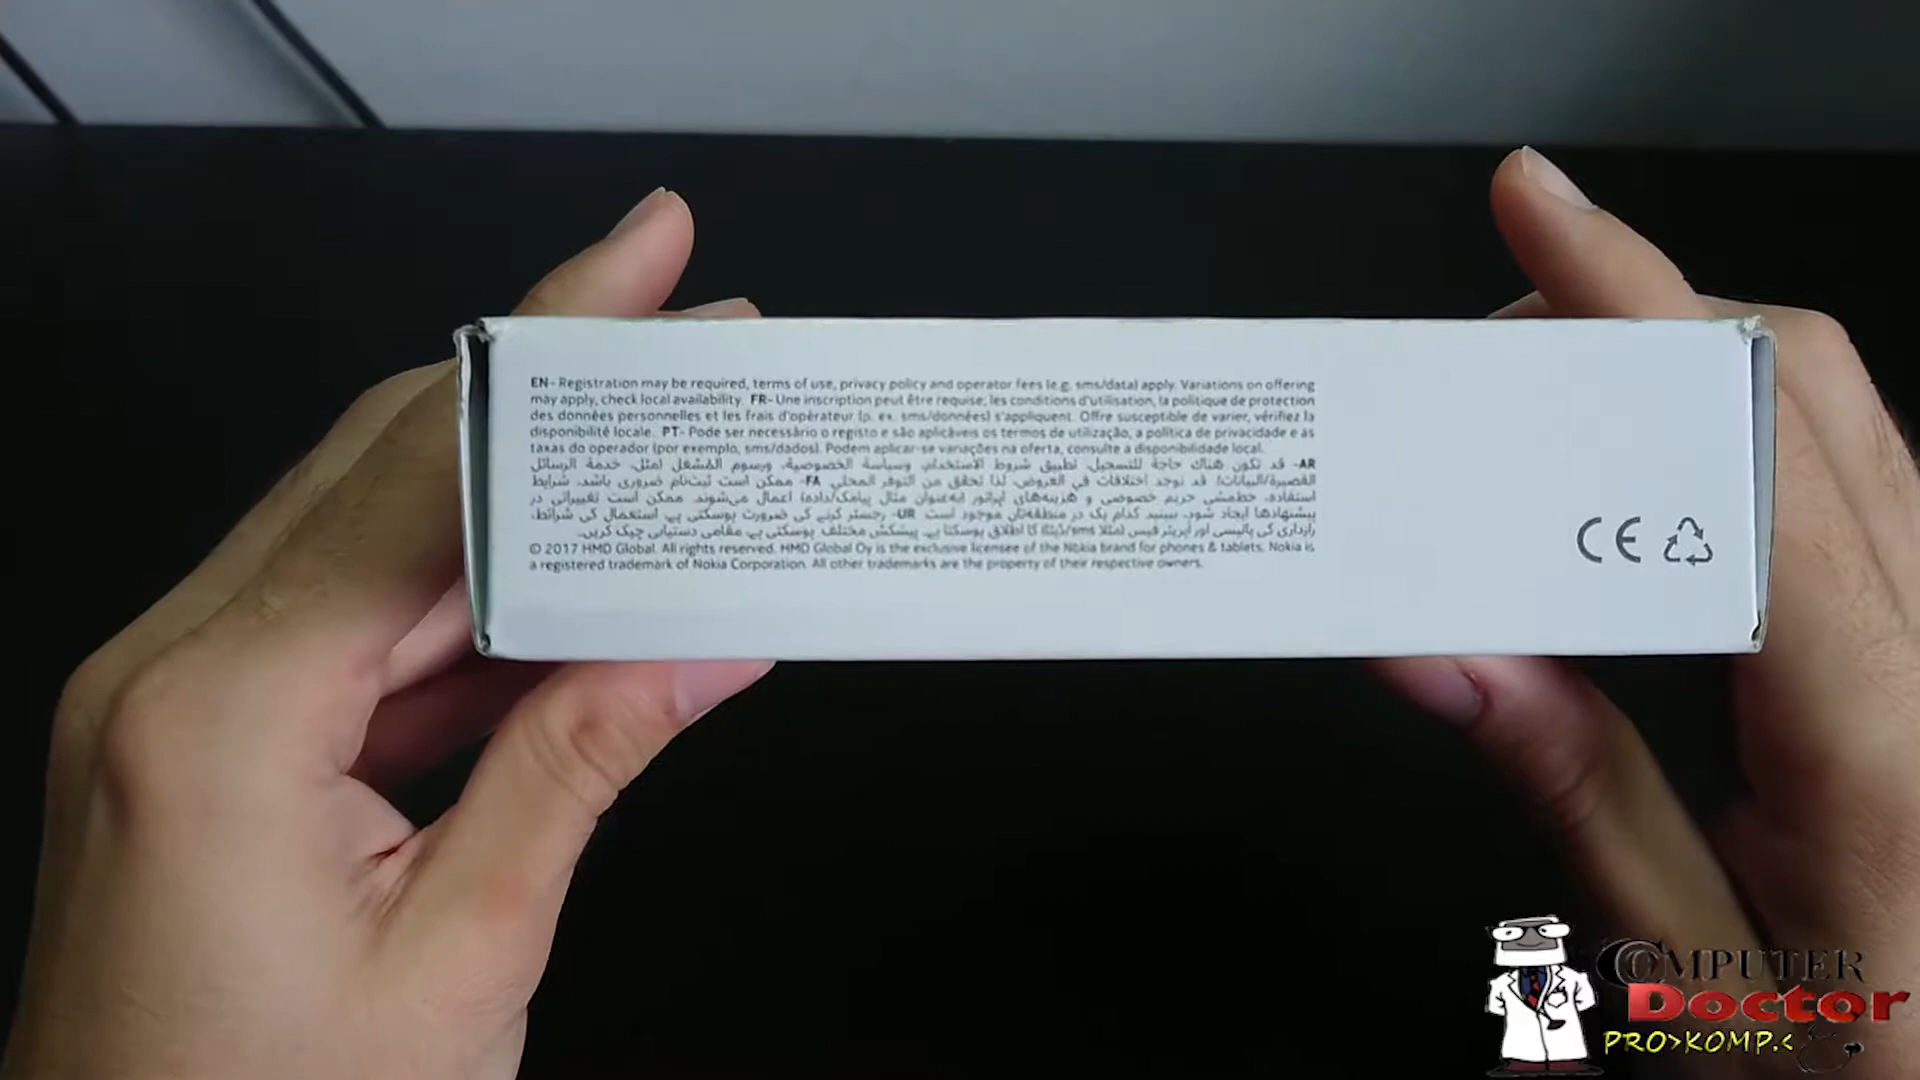 EN- Registration may be required, terms of use, privacy policy and operator fees (e.g. sms/data) apply. Variations on offering
may apply, check local availability. FR- Une inscription peut être requise; les conditions d'utilisation, la politique de protection
des données personnelles et les frais d'opérateur (p. ex. sms/données) s'appliquent. Offre susceptible de varier, vérifiez la
disponibilité locale. PT- Pode ser necessário o registo e são aplicáveis os termos de utilização, a política de privacidade e as
taxas do operador (por exemplo, sms/dados). Podem aplicar-se variações na oferta, consulte a disponibilidade local.
AR- قد تكون هناك حاجة للتسجيل. تطبيق شروط الاستخدام، وسياسة الخصوصية، ورسوم المُشغل (مثل، خدمة الرسائل
القصيرة/البيانات). قد توجد اختلافات في العروض، لذا تحقق من التوفر المحلي. FA- ممکن است ثبت‌نام ضروری باشد، شرایط
استفاده، خط‌مشی حریم خصوصی و هزینه‌های اپراتور (به‌عنوان مثال پیامک/داده) اعمال می‌شوند. ممکن است تغییراتی در
پیشنهادها ایجاد شود، ببینید کدام یک در منطقه‌تان موجود است. UR- رجسٹر کرنے کی ضرورت ہوسکتی ہے، استعمال کی شرائط،
رازداری کی پالیسی اور آپریٹر فیس (مثلاً sms/ڈیٹا) کا اطلاق ہوسکتا ہے۔ پیشکش مختلف ہوسکتی ہے، مقامی دستیابی چیک کریں۔
© 2017 HMD Global. All rights reserved. HMD Global Oy is the exclusive licensee of the Nokia brand for phones & tablets. Nokia is
a registered trademark of Nokia Corporation. All other trademarks are the property of their respective owners.
CE
COMPUTER
Doctor
PRO>KOMP.<